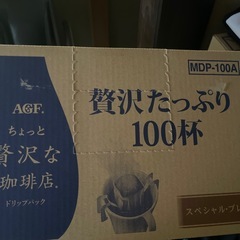 MDP-100A
AGF.
ちょっと
贅沢な
珈琲店.
ドリップパック
贅沢たっぷり
100杯
スペシャル・ブレ